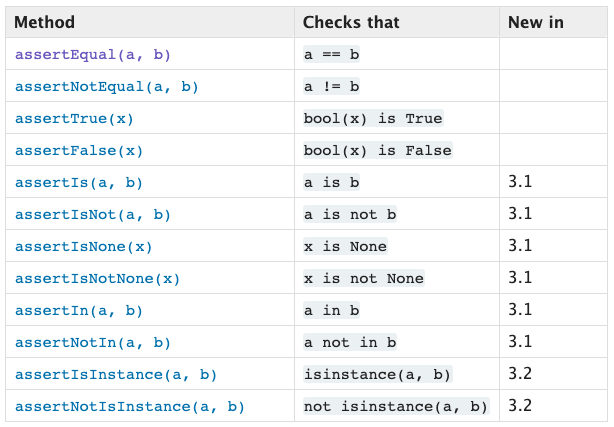 Method Checks that New in
assertEqual(a, b) a == b
assertNotEqual(a, b) a != b
assertTrue(x) bool(x) is True
assertFalse(x) bool(x) is False
assertIs(a, b) a is b 3.1
assertIsNot(a, b) a is not b 3.1
assertIsNone(x) x is None 3.1
assertIsNotNone(x) x is not None 3.1
assertIn(a, b) a in b 3.1
assertNotIn(a, b) a not in b 3.1
assertIsInstance(a, b) isinstance(a, b) 3.2
assertNotIsInstance(a, b) not isinstance(a, b) 3.2